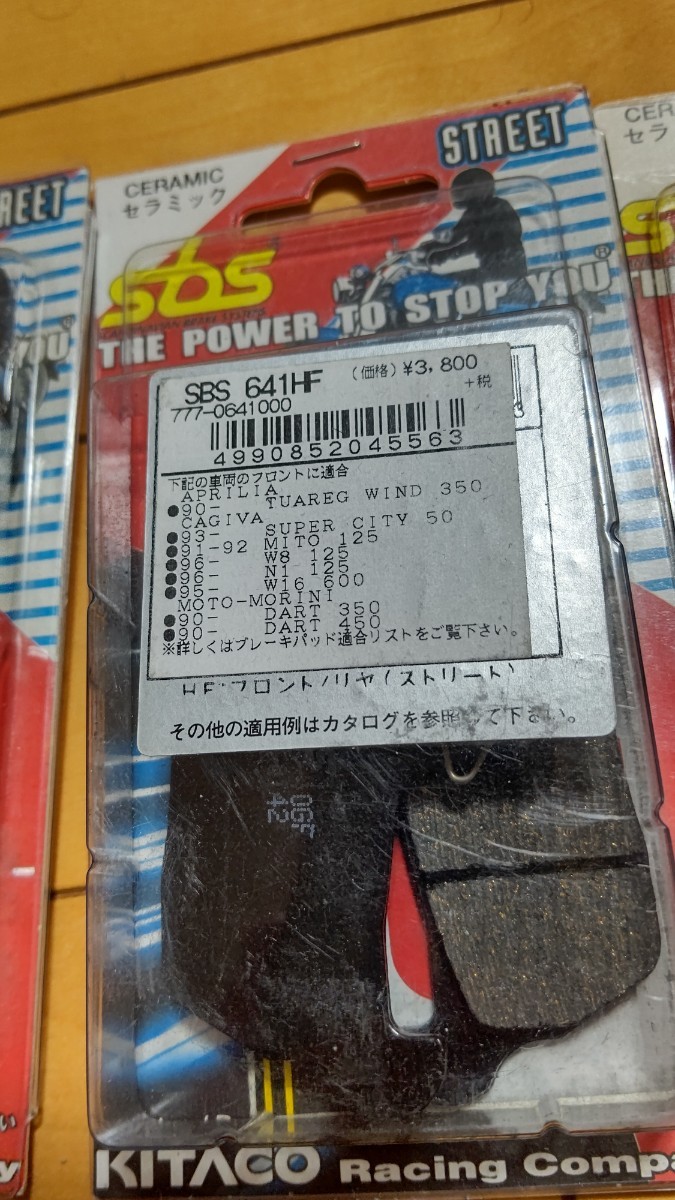 STREET
CERAMIC
セラミック
sbs
THE POWER TO STOP YOU®
SBS 641HF (価格)¥3,800
777-0641000 +税
4990852045563
下記の車両のフロントに適合
APRILIA
●90- TUAREG WIND 350
CAGIVA
●93- SUPER CITY 50
●91-92 MITO 125
●96- W8 125
●96- N1 125
●95- W16 600
MOTO-MORINI
●90- DART 350
●90- DART 450
※詳しくはブレーキパッド適合リストをご覧下さい。
HF:フロント/リヤ(ストリート)
その他の適用例はカタログを参照して下さい。
42
KITACO Racing Compa
REET
YOU®
CER
セラ
s